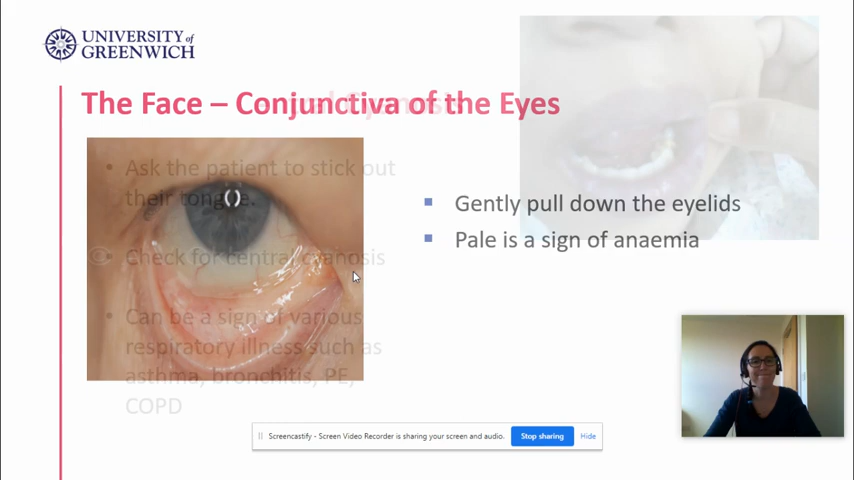 UNIVERSITY of
GREENWICH
The Face – Conjunctiva of the Eyes
Ask the patient to stick out
their tongue.
Check for central cyanosis
Can be a sign of various
respiratory illness such as
asthma, bronchitis, PE,
COPD
Gently pull down the eyelids
Pale is a sign of anaemia
Screencastify - Screen Video Recorder is sharing your screen and audio.
Stop sharing
Hide